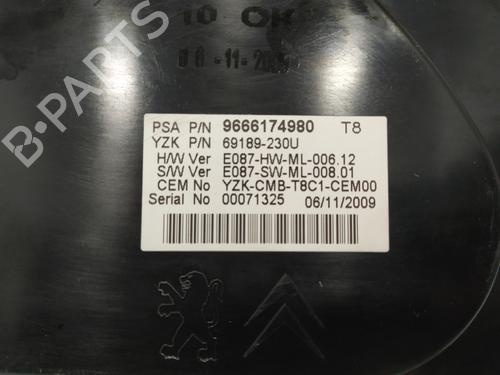 10 OK
PSA P/N 9666174980 T8
YZK P/N 69189-230U
H/W Ver E087-HW-ML-006.12
S/W Ver E087-SW-ML-008.01
CEM No YZK-CMB-T8C1-CEM00
Serial No 00071325 06/11/2009
B-PARTS